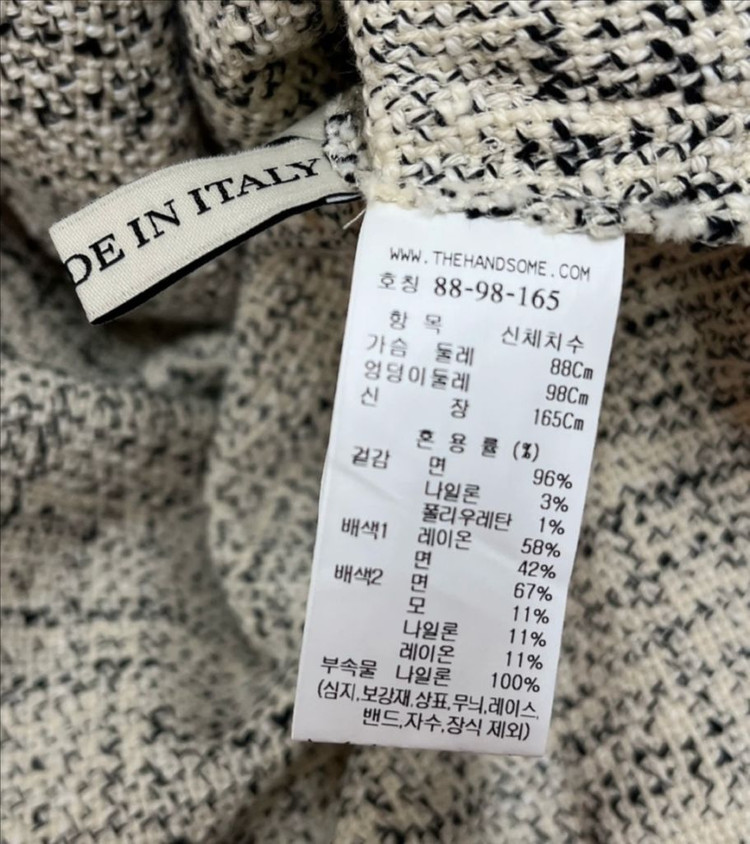 DE IN ITALY
WWW.THEHANDSOME.COM
호칭 88-98-165
항 목 신체치수
가슴 둘레 88Cm
엉덩이둘레 98Cm
신 장 165Cm
혼 용 률 (%)
겉감 면 96%
나일론 3%
폴리우레탄 1%
배색1 레이온 58%
면 42%
배색2 면 67%
모 11%
나일론 11%
레이온 11%
부속물 나일론 100%
(심지,보강재,상표,무늬,레이스,
밴드,자수,장식 제외)